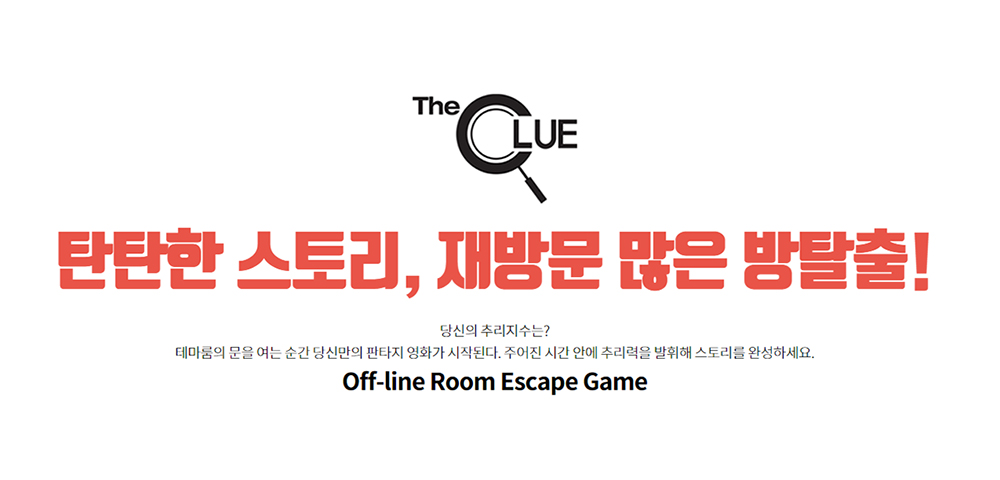 The CLUE
탄탄한 스토리, 재방문 많은 방탈출!
당신의 추리지수는?
테마룸의 문을 여는 순간 당신만의 판타지 영화가 시작된다. 주어진 시간 안에 추리력을 발휘해 스토리를 완성하세요.
Off-line Room Escape Game